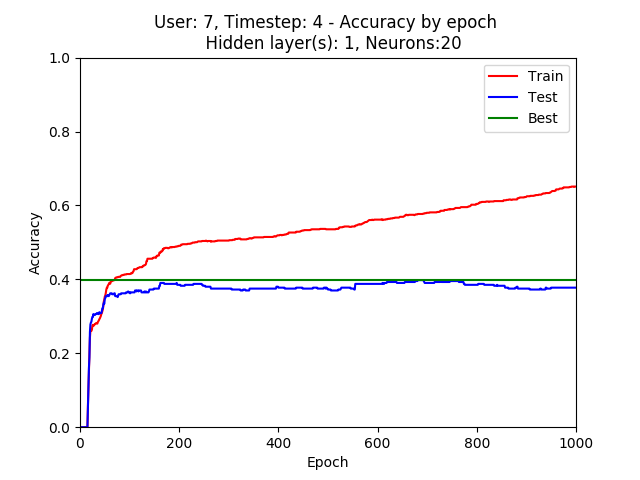 User: 7, Timestep: 4 - Accuracy by epoch
Hidden layer(s): 1, Neurons:20
1.0
0.8
0.6
0.4
0.2
0.0
Accuracy
Train
Test
Best
0 200 400 600 800 1000
Epoch